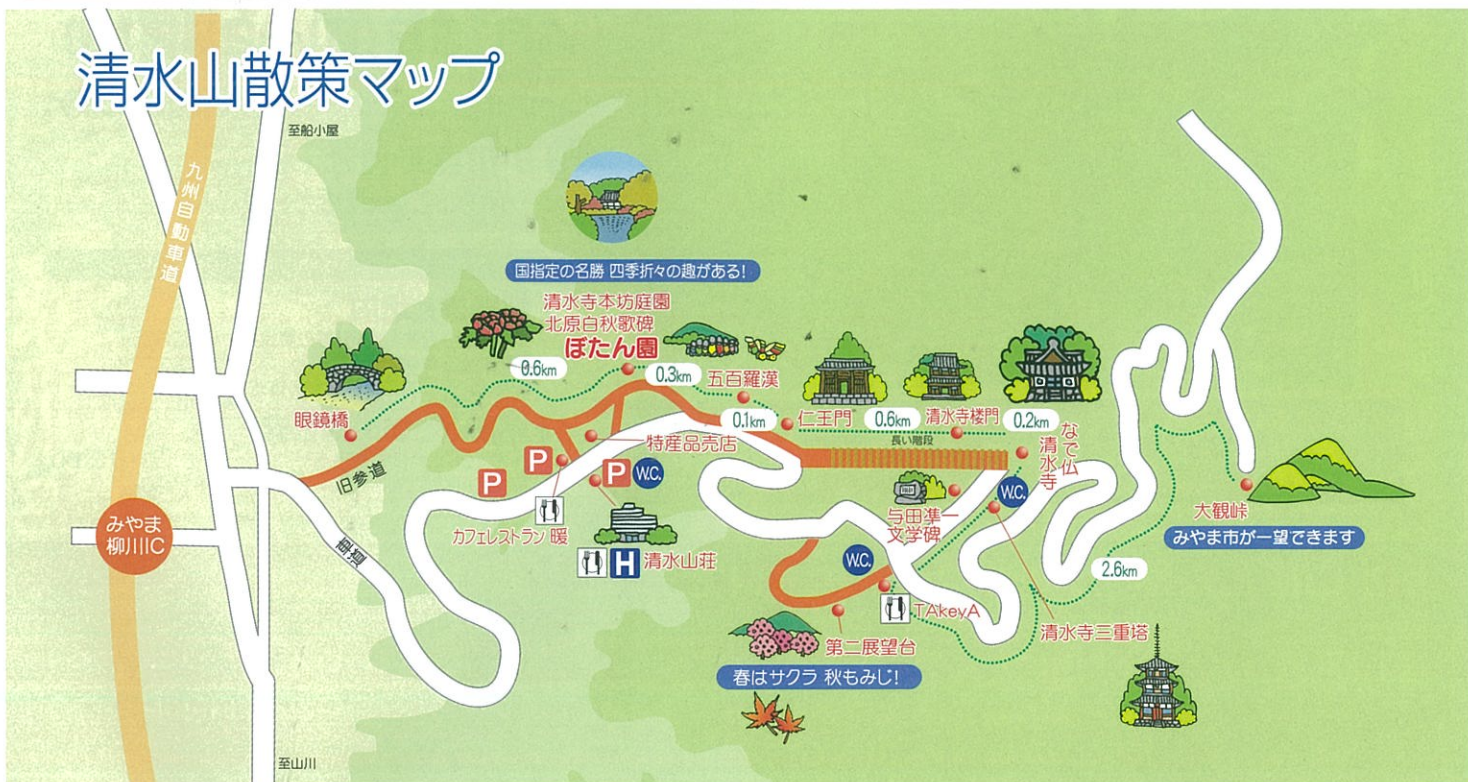 清水山散策マップ
至船小屋
九州自動車道
国指定の名勝 四季折々の趣がある!
清水寺本坊庭園
北原白秋歌碑
ぼたん園
0.6km
0.3km
五百羅漢
眼鏡橋
0.1km
仁王門
0.6km
清水寺楼門
0.2km
長い階段
なで仏
清水寺
特産品売店
旧参道
P
P
P
W.C.
カフェレストラン 暖
H
清水山荘
車道
みやま
柳川IC
与田凖一
文学碑
W.C.
大観峠
みやま市が一望できます
2.6km
W.C.
TAkeyA
清水寺三重塔
第二展望台
春はサクラ 秋もみじ!
至山川